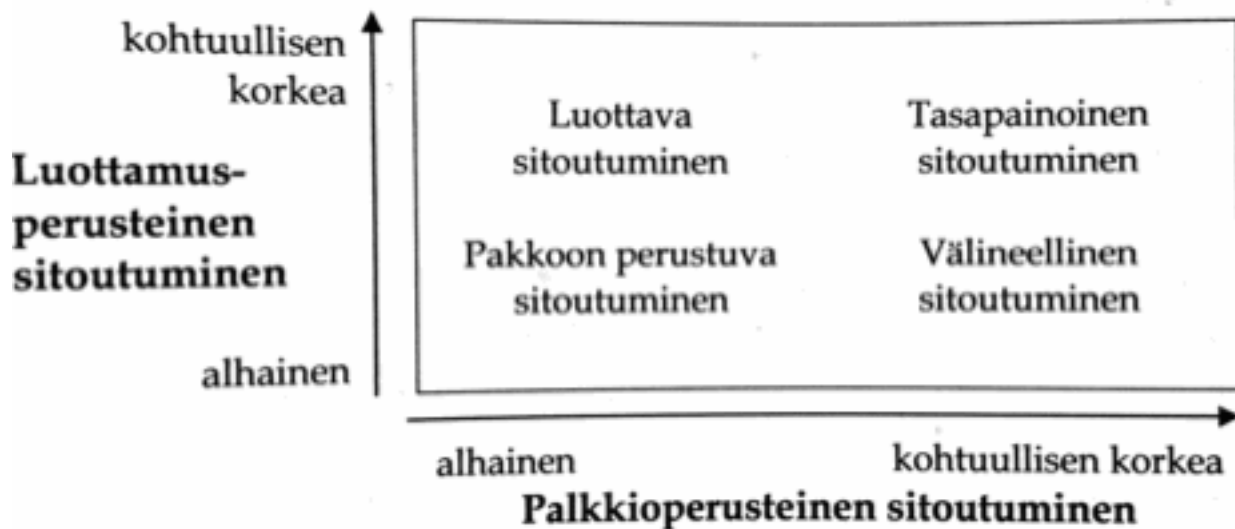 kohtuullisen
korkea
Luottamus-
perusteinen
sitoutuminen
alhainen
Luottava
sitoutuminen
Tasapainoinen
sitoutuminen
Pakkoon perustuva
sitoutuminen
Välineellinen
sitoutuminen
alhainen
kohtuullisen korkea
Palkkioperusteinen sitoutuminen